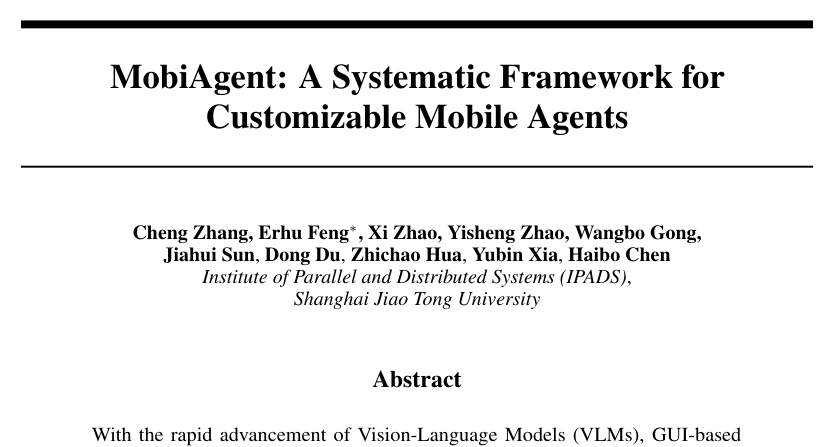 MobiAgent: A Systematic Framework for
Customizable Mobile Agents
Cheng Zhang, Erhu Feng*, Xi Zhao, Yisheng Zhao, Wangbo Gong,
Jiahui Sun, Dong Du, Zhichao Hua, Yubin Xia, Haibo Chen
Institute of Parallel and Distributed Systems (IPADS),
Shanghai Jiao Tong University
Abstract
With the rapid advancement of Vision-Language Models (VLMs), GUI-based